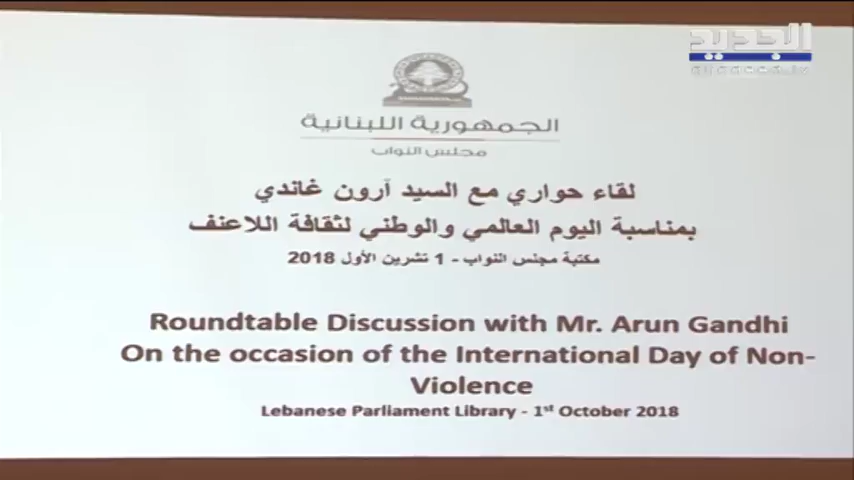 الجديد
الجمهورية اللبنانية
مجلس النواب
لقاء حواري مع السيد آرون غاندي
بمناسبة اليوم العالمي والوطني لثقافة اللاعنف
مكتبة مجلس النواب - 1 تشرين الأول 2018
Roundtable Discussion with Mr. Arun Gandhi
On the occasion of the International Day of Non-
Violence
Lebanese Parliament Library - 1st October 2018